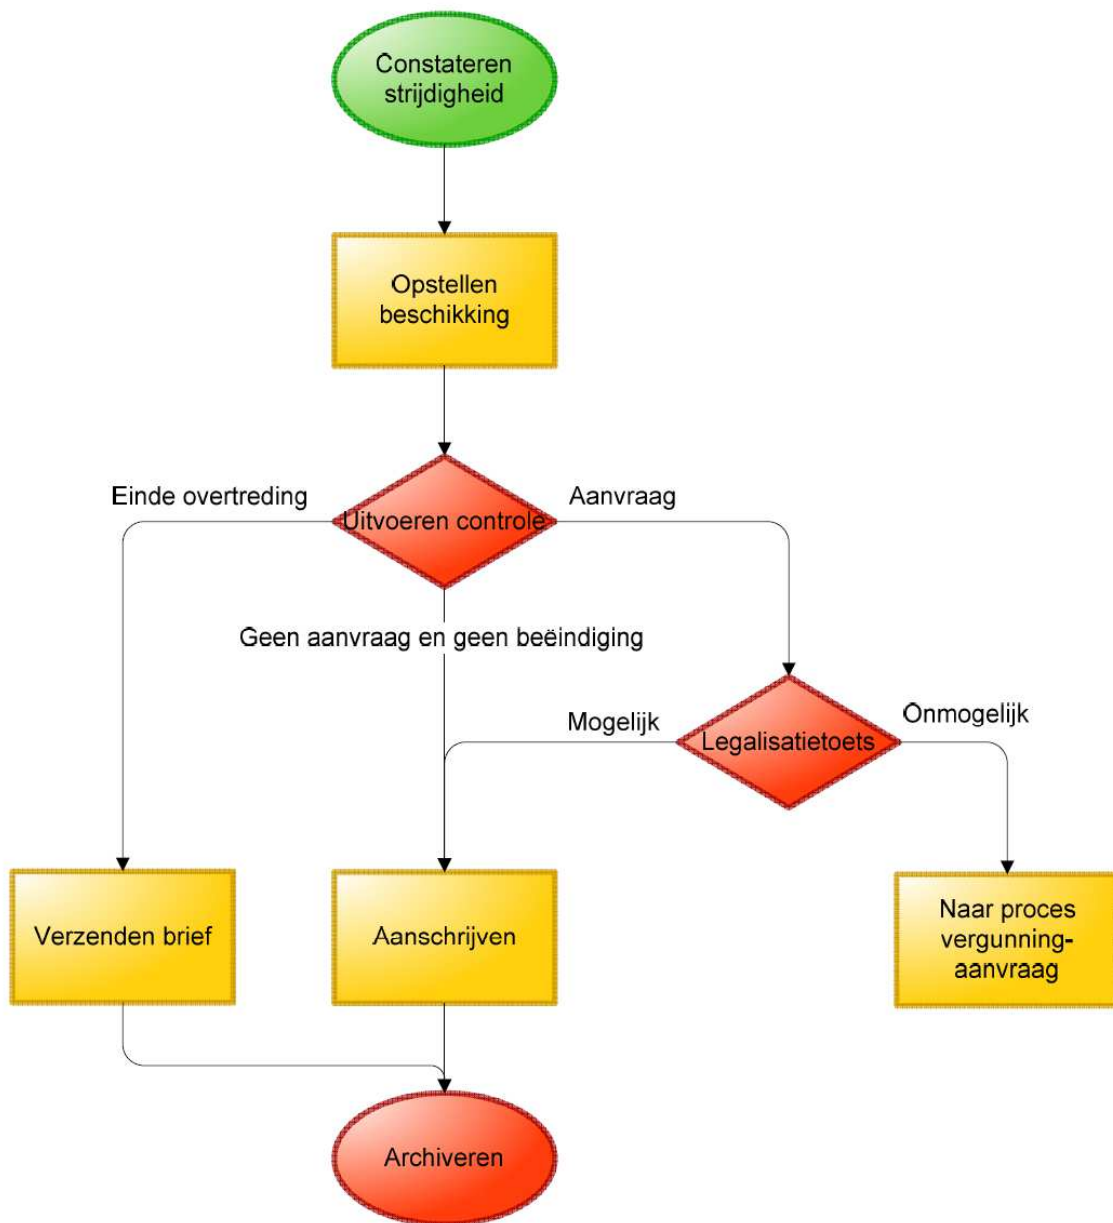 Constateren
strijdigheid
Opstellen
beschikking
Einde overtreding
Uitvoeren controle
Aanvraag
Geen aanvraag en geen beëindiging
Mogelijk
Legalisatietoets
Onmogelijk
Verzenden brief
Aanschrijven
Naar proces
vergunning-
aanvraag
Archiveren